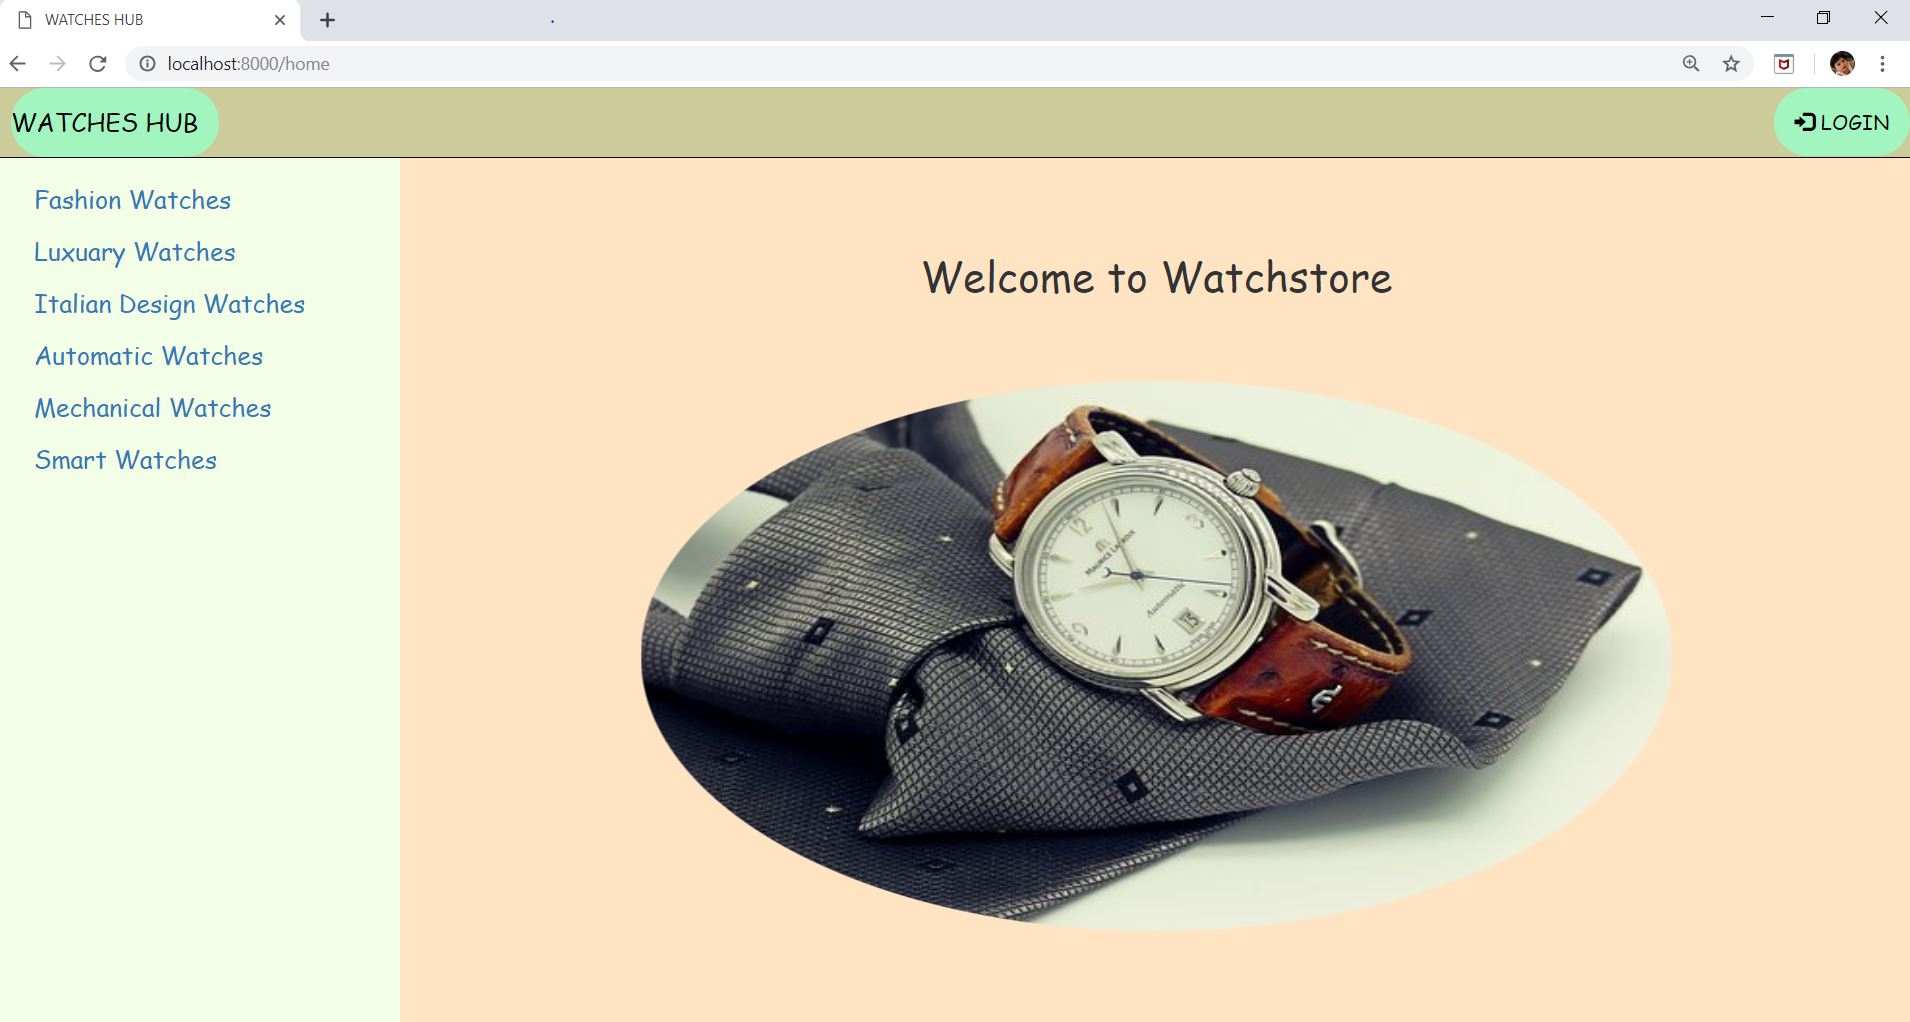 WATCHES HUB
localhost:8000/home
WATCHES HUB
LOGIN
Fashion Watches
Luxuary Watches
Italian Design Watches
Automatic Watches
Mechanical Watches
Smart Watches
Welcome to Watchstore
12
MAURICE LACROIX
Automatic
15